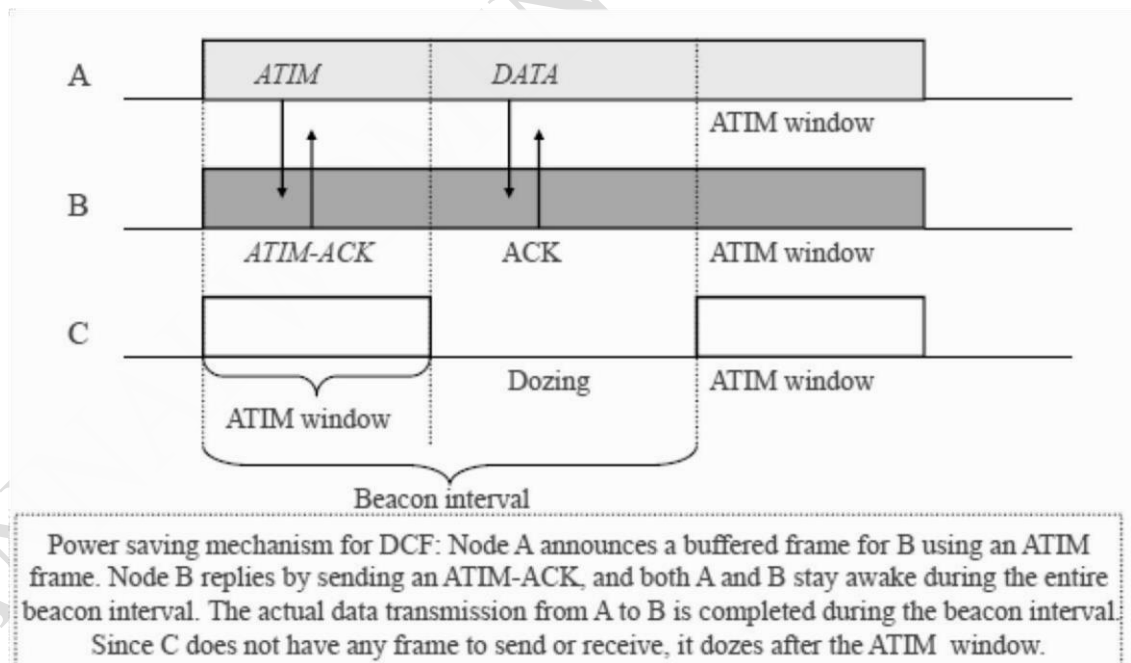 A
ATIM
DATA
ATIM window
B
ATIM-ACK
ACK
ATIM window
C
Dozing
ATIM window
ATIM window
Beacon interval
Power saving mechanism for DCF: Node A announces a buffered frame for B using an ATIM
frame. Node B replies by sending an ATIM-ACK, and both A and B stay awake during the entire
beacon interval. The actual data transmission from A to B is completed during the beacon interval.
Since C does not have any frame to send or receive, it dozes after the ATIM window.